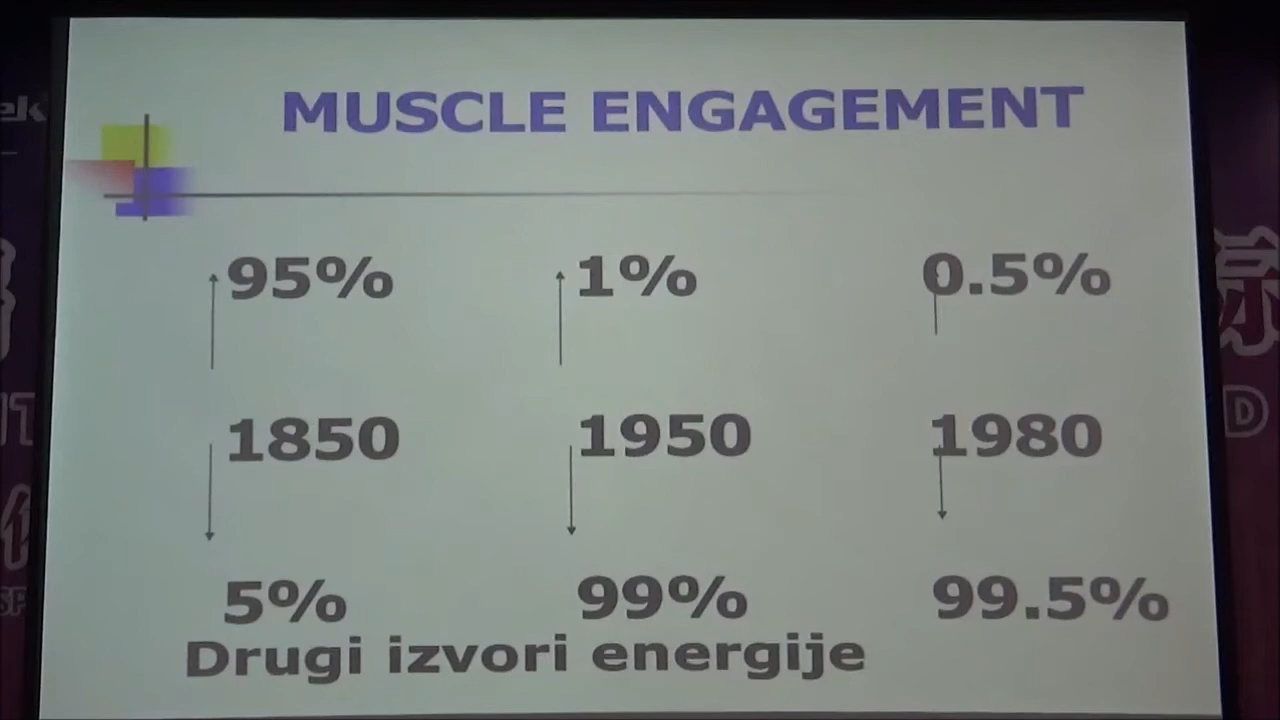 MUSCLE ENGAGEMENT
95% 1% 0.5%
1850 1950 1980
5% 99% 99.5%
Drugi izvori energije